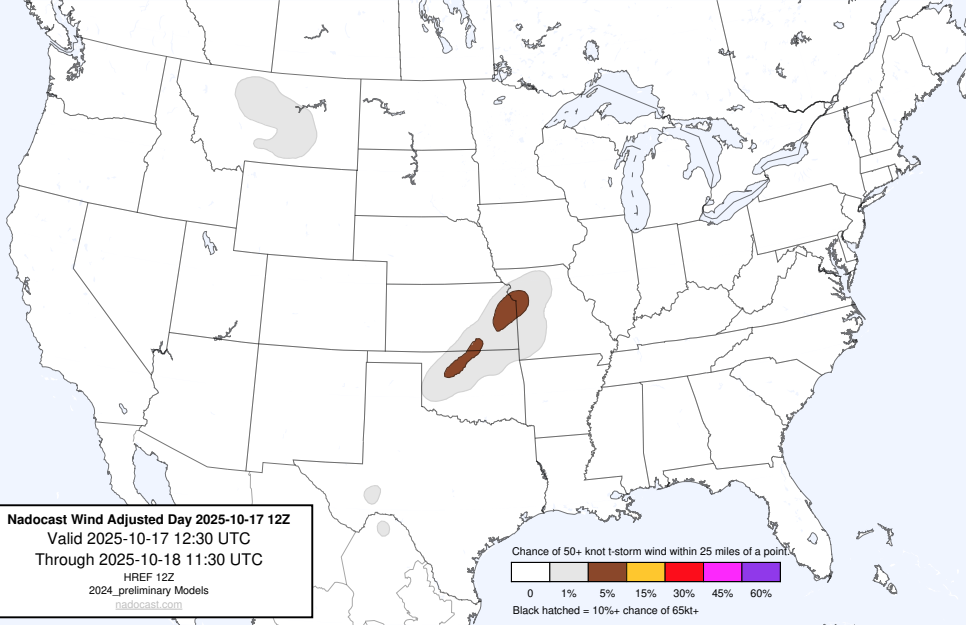 Nadocast Wind Adjusted Day 2025-10-17 12Z
Valid 2025-10-17 12:30 UTC
Through 2025-10-18 11:30 UTC
HREF 12Z
2024_preliminary Models
nadocast.com
Chance of 50+ knot t-storm wind within 25 miles of a point.
0 1% 5% 15% 30% 45% 60%
Black hatched = 10%+ chance of 65kt+